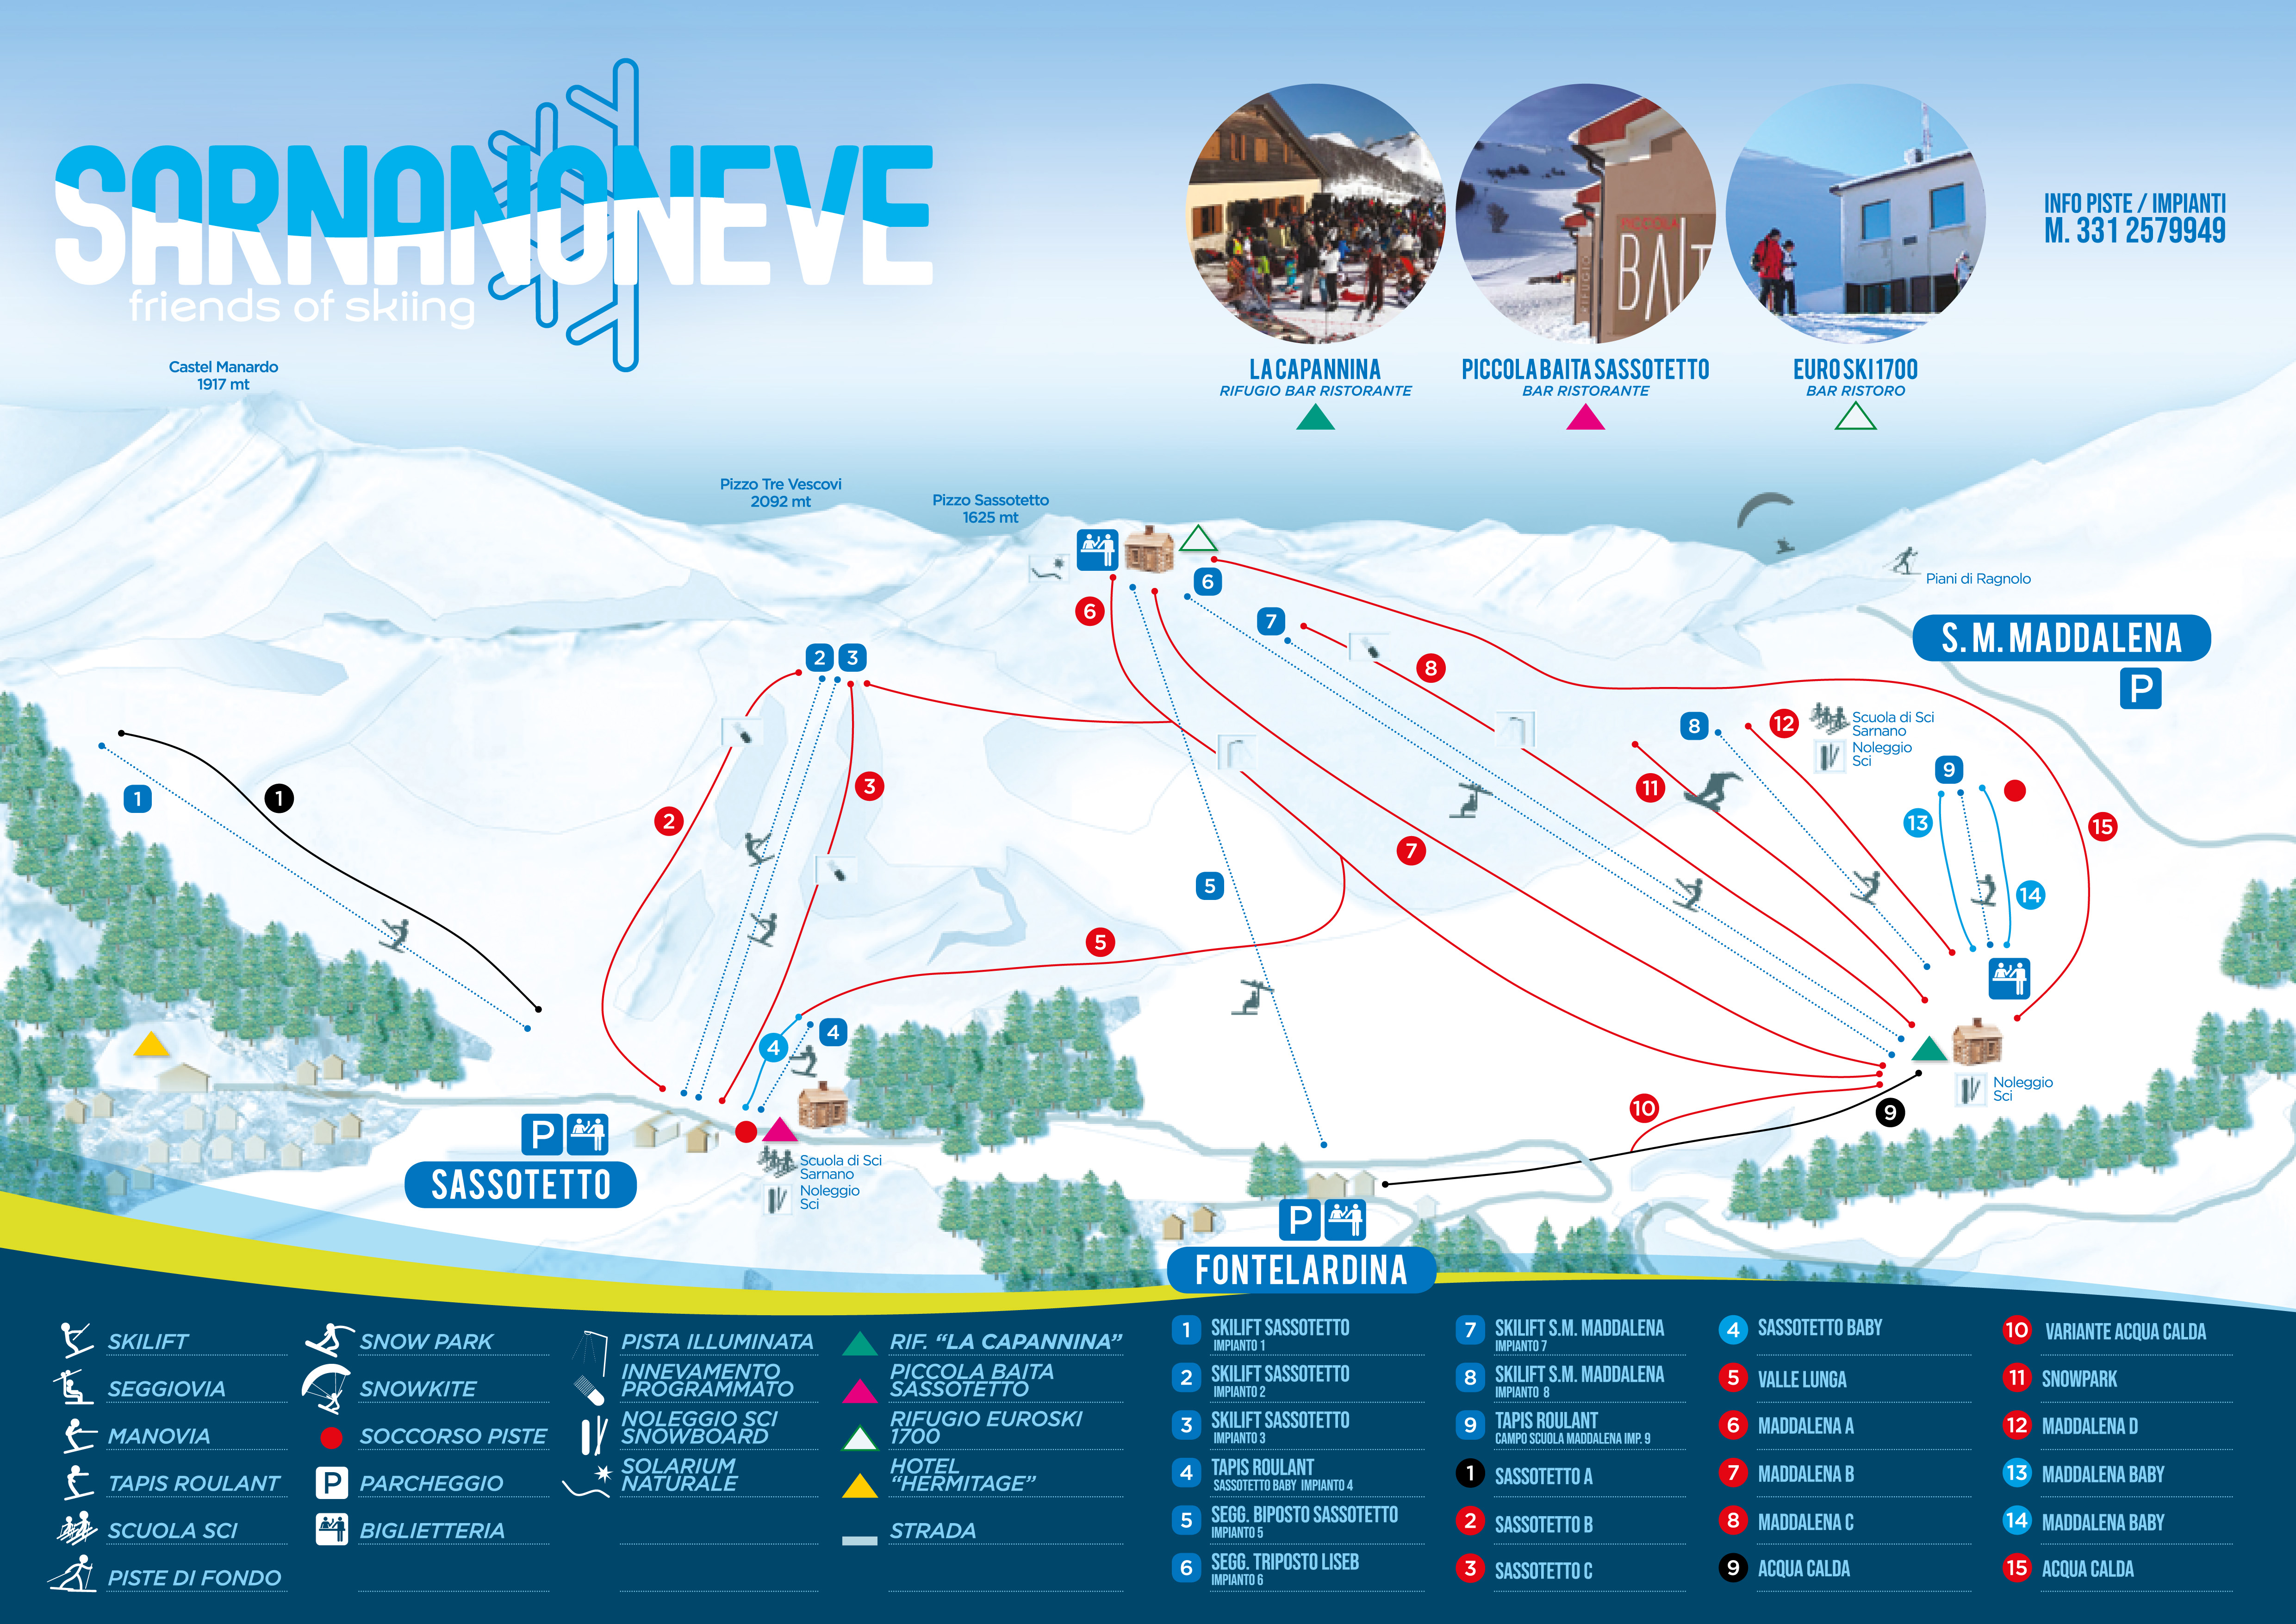 SARNANONEVE
friends of skiing
INFO PISTE / IMPIANTI
M. 331 2579949
PICCOLA
BAIT
RIFUGIO
LA CAPANNINA
RIFUGIO BAR RISTORANTE
PICCOLA BAITA SASSOTETTO
BAR RISTORANTE
EURO SKI 1700
BAR RISTORO
Castel Manardo
1917 mt
Pizzo Tre Vescovi
2092 mt
Pizzo Sassotetto
1625 mt
Piani di Ragnolo
S. M. MADDALENA
P
6
6
7
8
2 3
8
12
Scuola di Sci
Sarnano
Noleggio
Sci
9
1
1
2
3
11
13
15
7
5
14
5
4
4
10
9
Noleggio
Sci
P
SASSOTETTO
Scuola di Sci
Sarnano
Noleggio
Sci
P
FONTELARDINA
SKILIFT
SEGGIOVIA
MANOVIA
TAPIS ROULANT
SCUOLA SCI
PISTE DI FONDO
SNOW PARK
SNOWKITE
SOCCORSO PISTE
P PARCHEGGIO
BIGLIETTERIA
PISTA ILLUMINATA
INNEVAMENTO
PROGRAMMATO
NOLEGGIO SCI
SNOWBOARD
SOLARIUM
NATURALE
RIF. “LA CAPANNINA”
PICCOLA BAITA
SASSOTETTO
RIFUGIO EUROSKI
1700
HOTEL
“HERMITAGE”
STRADA
1 SKILIFT SASSOTETTO
IMPIANTO 1
2 SKILIFT SASSOTETTO
IMPIANTO 2
3 SKILIFT SASSOTETTO
IMPIANTO 3
4 TAPIS ROULANT
SASSOTETTO BABY IMPIANTO 4
5 SEGG. BIPOSTO SASSOTETTO
IMPIANTO 5
6 SEGG. TRIPOSTO LISEB
IMPIANTO 6
7 SKILIFT S.M. MADDALENA
IMPIANTO 7
8 SKILIFT S.M. MADDALENA
IMPIANTO 8
9 TAPIS ROULANT
CAMPO SCUOLA MADDALENA IMP. 9
1 SASSOTETTO A
2 SASSOTETTO B
3 SASSOTETTO C
4 SASSOTETTO BABY
5 VALLE LUNGA
6 MADDALENA A
7 MADDALENA B
8 MADDALENA C
9 ACQUA CALDA
10 VARIANTE ACQUA CALDA
11 SNOWPARK
12 MADDALENA D
13 MADDALENA BABY
14 MADDALENA BABY
15 ACQUA CALDA